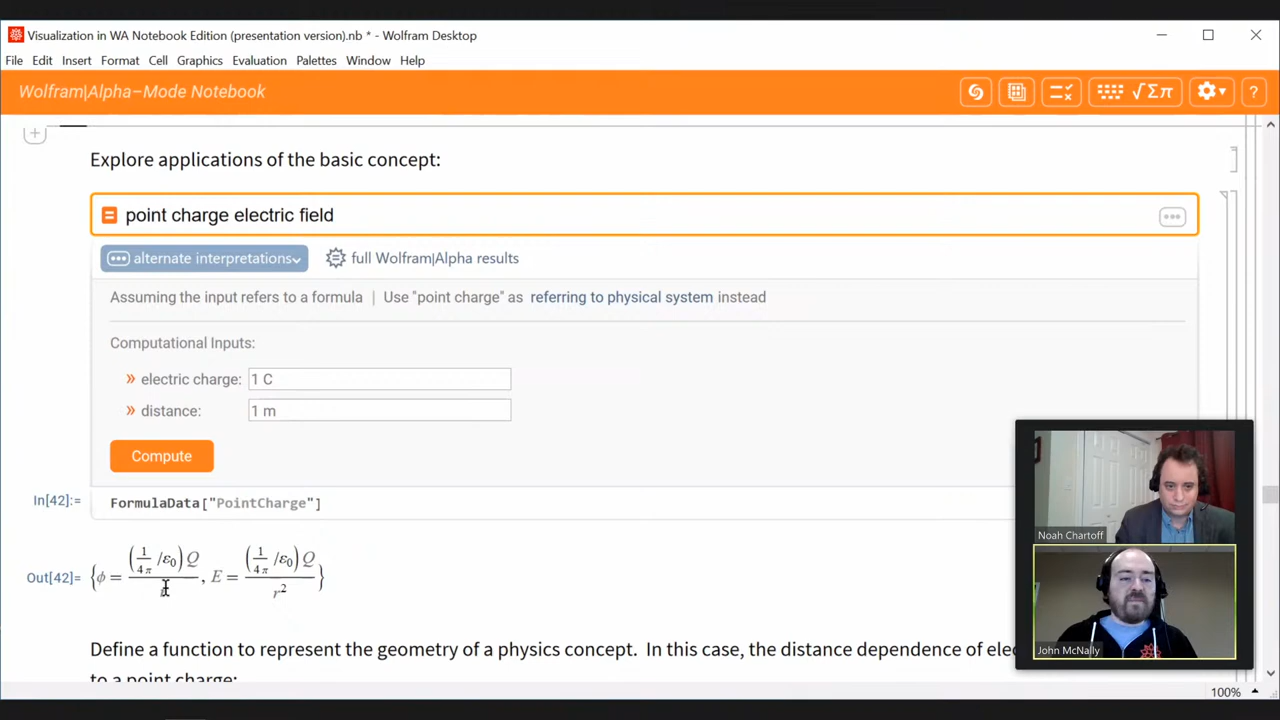 Visualization in WA Notebook Edition (presentation version).nb * - Wolfram Desktop
File Edit Insert Format Cell Graphics Evaluation Palettes Window Help
Wolfram|Alpha–Mode Notebook
√Σπ ?
Explore applications of the basic concept:
point charge electric field
alternate interpretations
full Wolfram|Alpha results
Assuming the input refers to a formula | Use "point charge" as referring to physical system instead
Computational Inputs:
» electric charge: 1 C
» distance: 1 m
Compute
In[42]:= FormulaData["PointCharge"]
Out[42]= {ϕ = (1/4π /ε₀) Q / , E = (1/4π /ε₀) Q / r²}
Define a function to represent the geometry of a physics concept. In this case, the distance dependence of
to a point charge:
Noah Chartoff
John McNally
100%